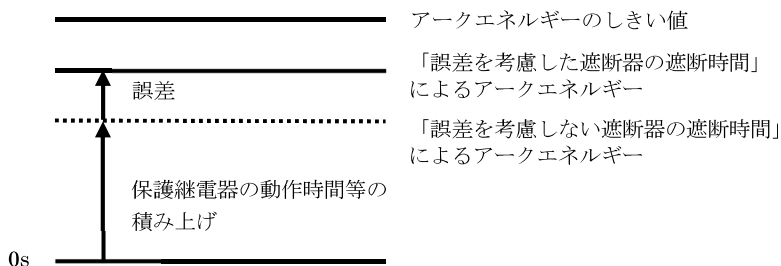 アークエネルギーのしきい値
「誤差を考慮した遮断器の遮断時間」
によるアークエネルギー
誤差
「誤差を考慮しない遮断器の遮断時間」
によるアークエネルギー
保護継電器の動作時間等の
積み上げ
0s